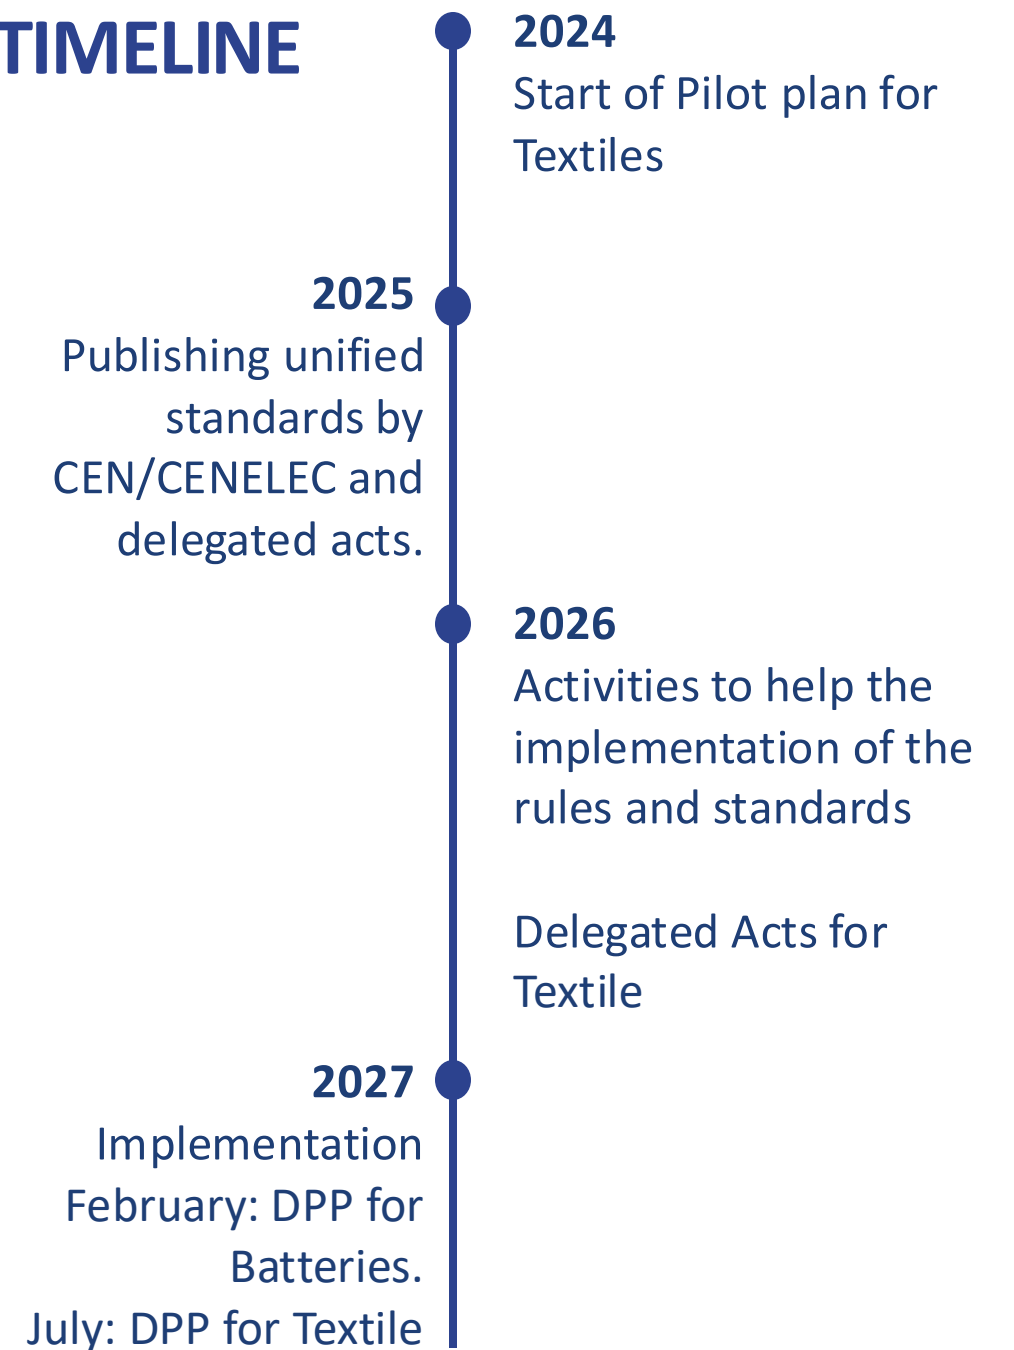 TIMELINE
2024
Start of Pilot plan for
Textiles
2025
Publishing unified
standards by
CEN/CENELEC and
delegated acts.
2026
Activities to help the
implementation of the
rules and standards
Delegated Acts for
Textile
2027
Implementation
February: DPP for
Batteries.
July: DPP for Textile